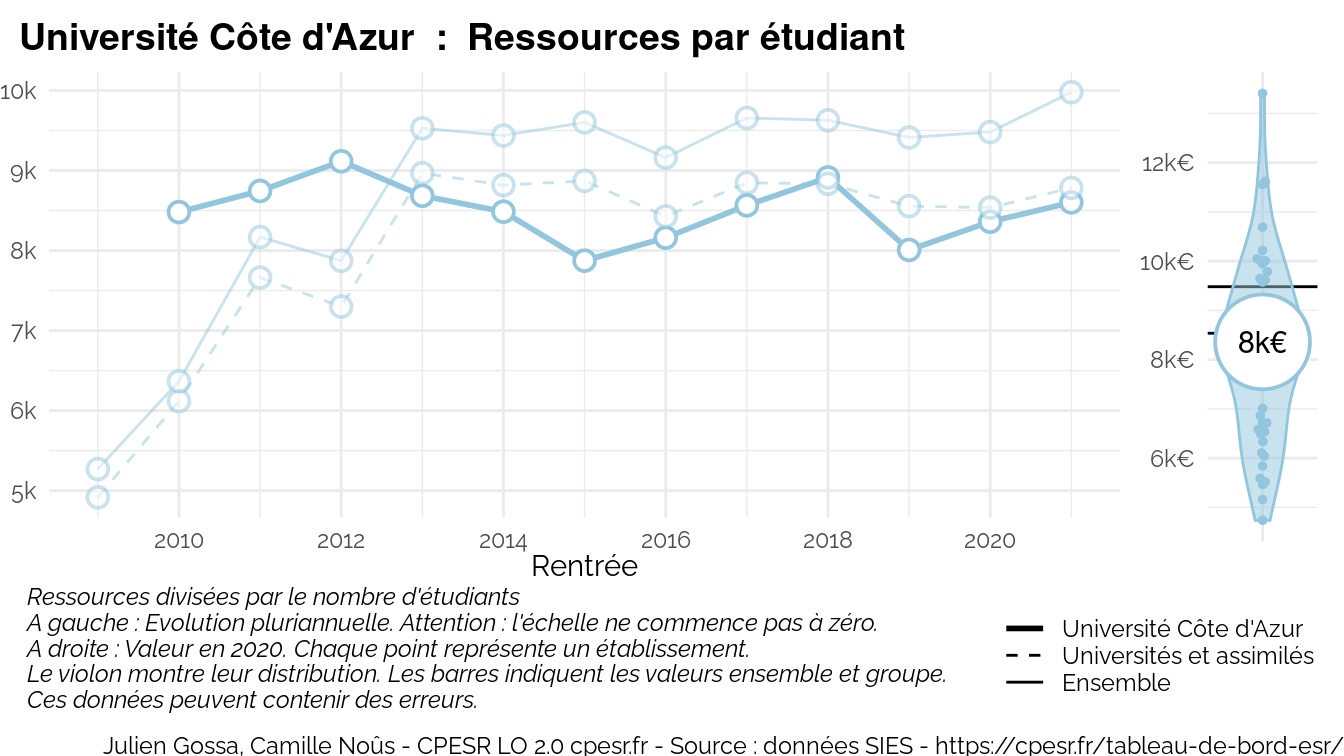 Université Côte d'Azur : Ressources par étudiant
10k
9k
8k
7k
6k
5k
2010 2012 2014 2016 2018 2020
Rentrée
12k€
10k€
8k€
6k€
8k€
Ressources divisées par le nombre d'étudiants
A gauche : Evolution pluriannuelle. Attention : l'échelle ne commence pas à zéro.
A droite : Valeur en 2020. Chaque point représente un établissement.
Le violon montre leur distribution. Les barres indiquent les valeurs ensemble et groupe.
Ces données peuvent contenir des erreurs.
Université Côte d'Azur
Universités et assimilés
Ensemble
Julien Gossa, Camille Noûs - CPESR LO 2.0 cpesr.fr - Source : données SIES - https://cpesr.fr/tableau-de-bord-esr/